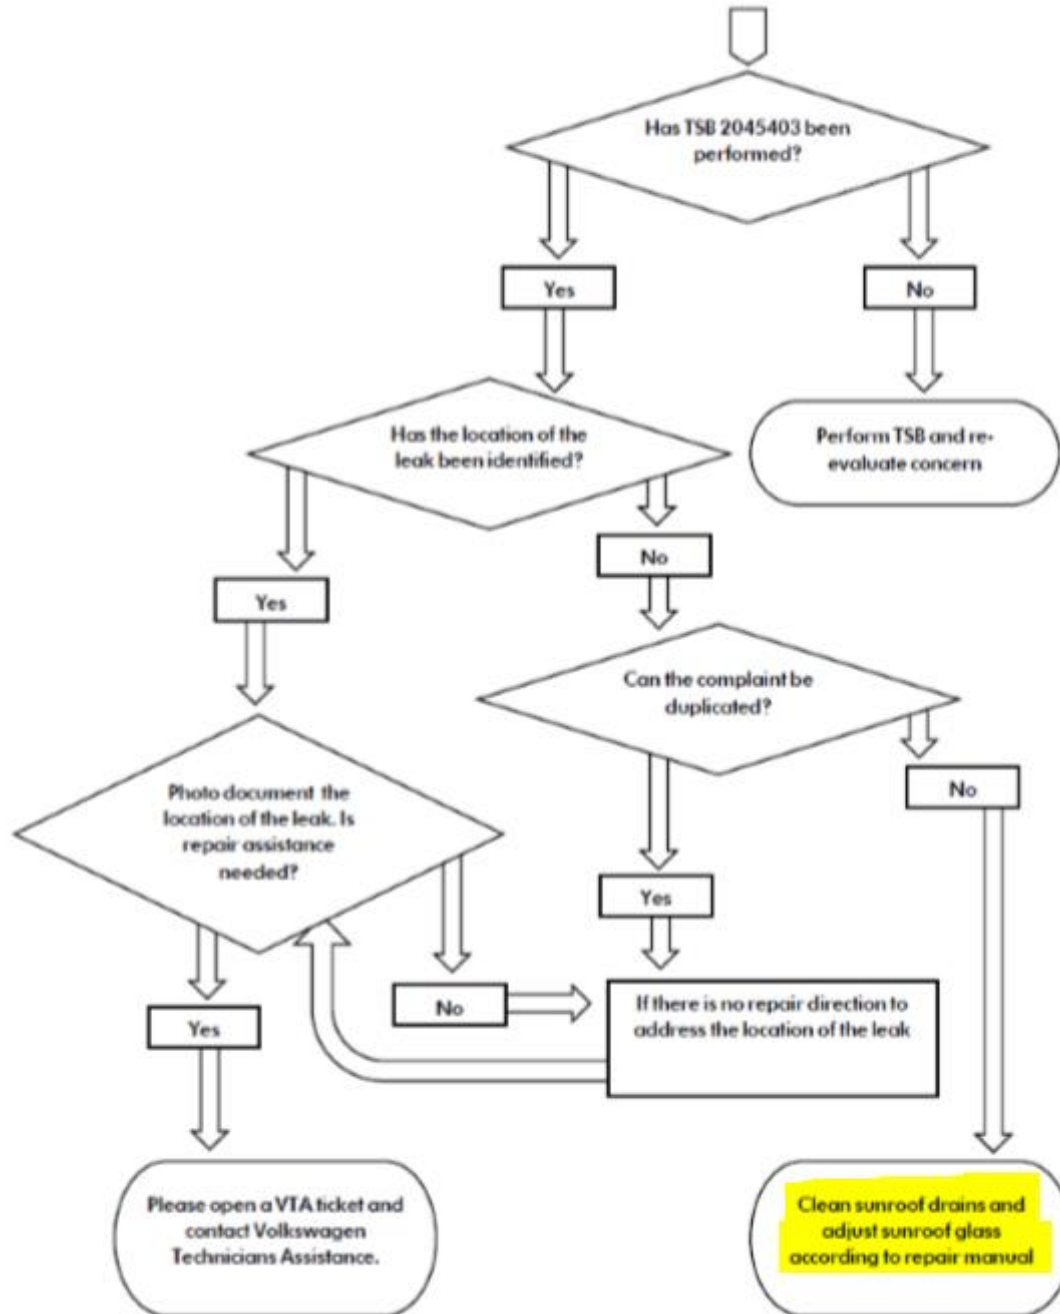 Has TSB 2045403 been
performed?
Yes
No
Has the location of the
leak been identified?
Perform TSB and re-
evaluate concern
Yes
No
Can the complaint be
duplicated?
Photo document the
location of the leak. Is
repair assistance
needed?
No
Yes
No
If there is no repair direction to
address the location of the leak
Yes
Please open a VTA ticket and
contact Volkswagen
Technicians Assistance.
Clean sunroof drains and
adjust sunroof glass
according to repair manual